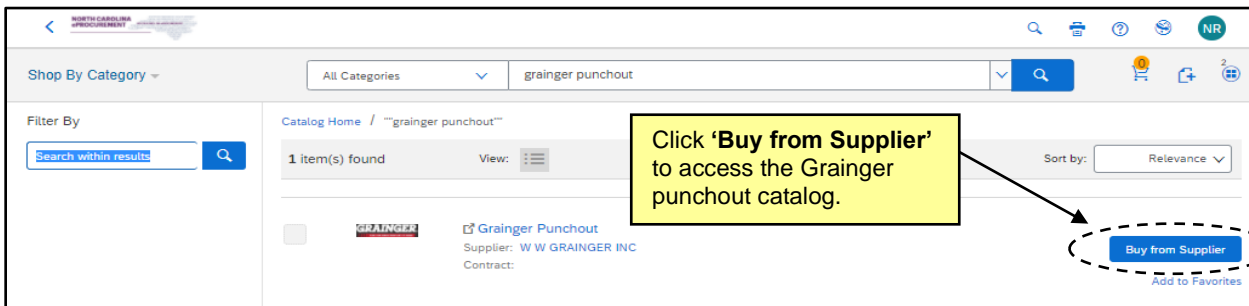 NORTH CAROLINA
ePROCUREMENT
NR
Shop By Category
All Categories
grainger punchout
0
2
Filter By
Search within results
Catalog Home / ""grainger punchout""
1 item(s) found
View:
Sort by:
Relevance
Click ‘Buy from Supplier’
to access the Grainger
punchout catalog.
GRAINGER
Grainger Punchout
Supplier: W W GRAINGER INC
Contract:
Buy from Supplier
Add to Favorites